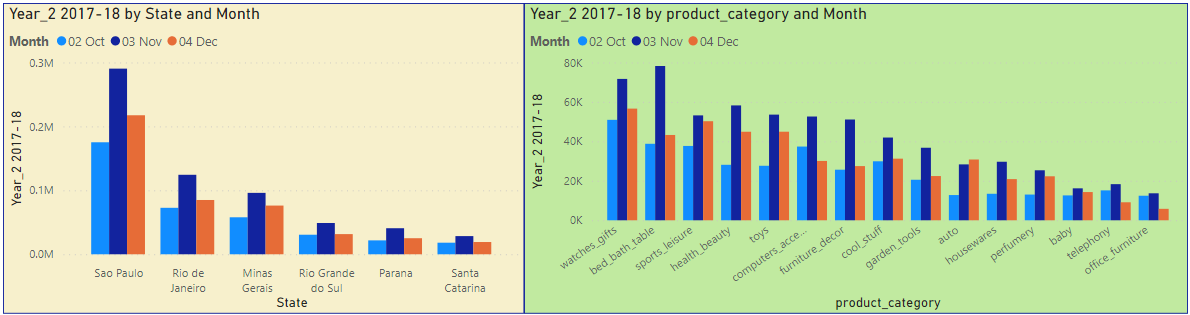 Year_2 2017-18 by State and Month
Month 02 Oct 03 Nov 04 Dec
0.3M
0.2M
0.1M
0.0M
Year_2 2017-18
Sao Paulo
Rio de
Janeiro
Minas
Gerais
Rio Grande
do Sul
Parana
Santa
Catarina
State
Year_2 2017-18 by product_category and Month
Month 02 Oct 03 Nov 04 Dec
80K
60K
40K
20K
0K
Year_2 2017-18
watches_gifts
bed_bath_table
sports_leisure
health_beauty
toys
computers_acce...
furniture_decor
cool_stuff
garden_tools
auto
housewares
perfumery
baby
telephony
office_furniture
product_category